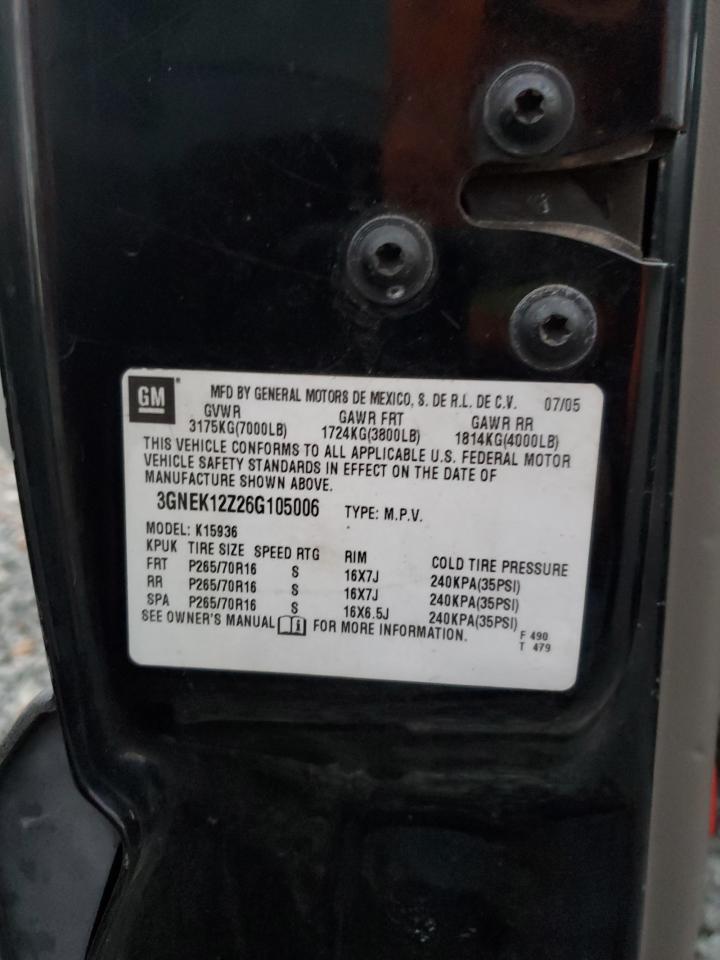 GM MFD BY GENERAL MOTORS DE MEXICO, S. DE R.L. DE C.V. 07/05
GVWR GAWR FRT GAWR RR
3175KG(7000LB) 1724KG(3800LB) 1814KG(4000LB)
THIS VEHICLE CONFORMS TO ALL APPLICABLE U.S. FEDERAL MOTOR
VEHICLE SAFETY STANDARDS IN EFFECT ON THE DATE OF
MANUFACTURE SHOWN ABOVE.
3GNEK12Z26G105006 TYPE: M.P.V.
MODEL: K15936
KPUK TIRE SIZE SPEED RTG RIM COLD TIRE PRESSURE
FRT P265/70R16 S 16X7J 240KPA(35PSI)
RR P265/70R16 S 16X7J 240KPA(35PSI)
SPA P265/70R16 S 16X6.5J 240KPA(35PSI)
SEE OWNER'S MANUAL i FOR MORE INFORMATION.
F 490
T 479